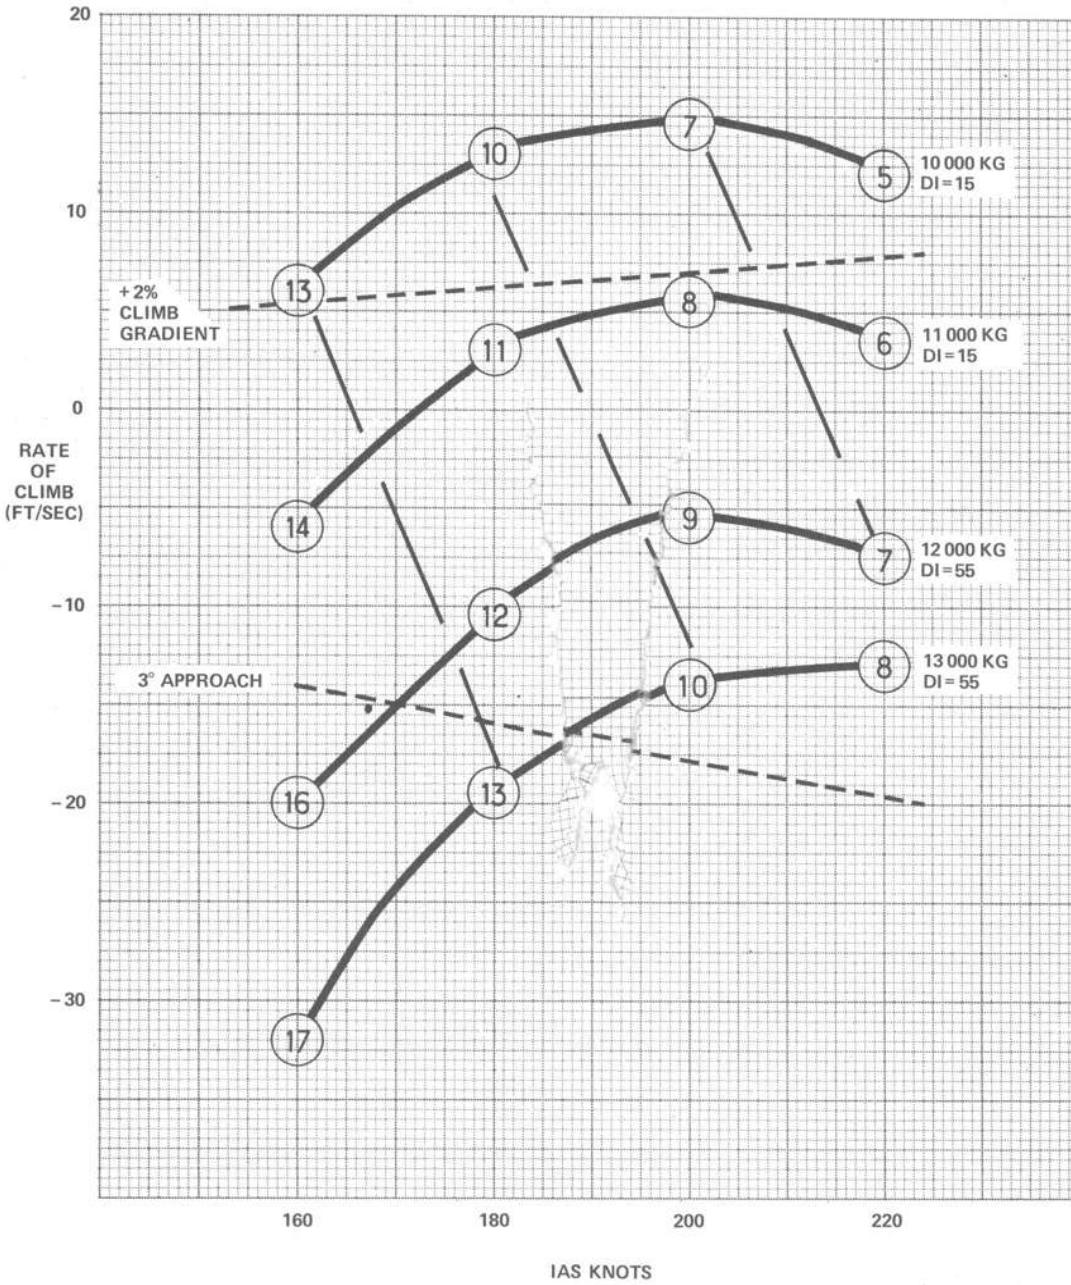 20
7
10
10 000 KG
DI=15
5
10
13
+2%
CLIMB
GRADIENT
8
11 000 KG
DI=15
6
11
0
RATE
OF
CLIMB
(FT/SEC)
14
9
12 000 KG
DI=55
7
-10
12
3° APPROACH
13 000 KG
DI=55
8
10
-20
16
13
-30
17
160
180
200
220
IAS KNOTS